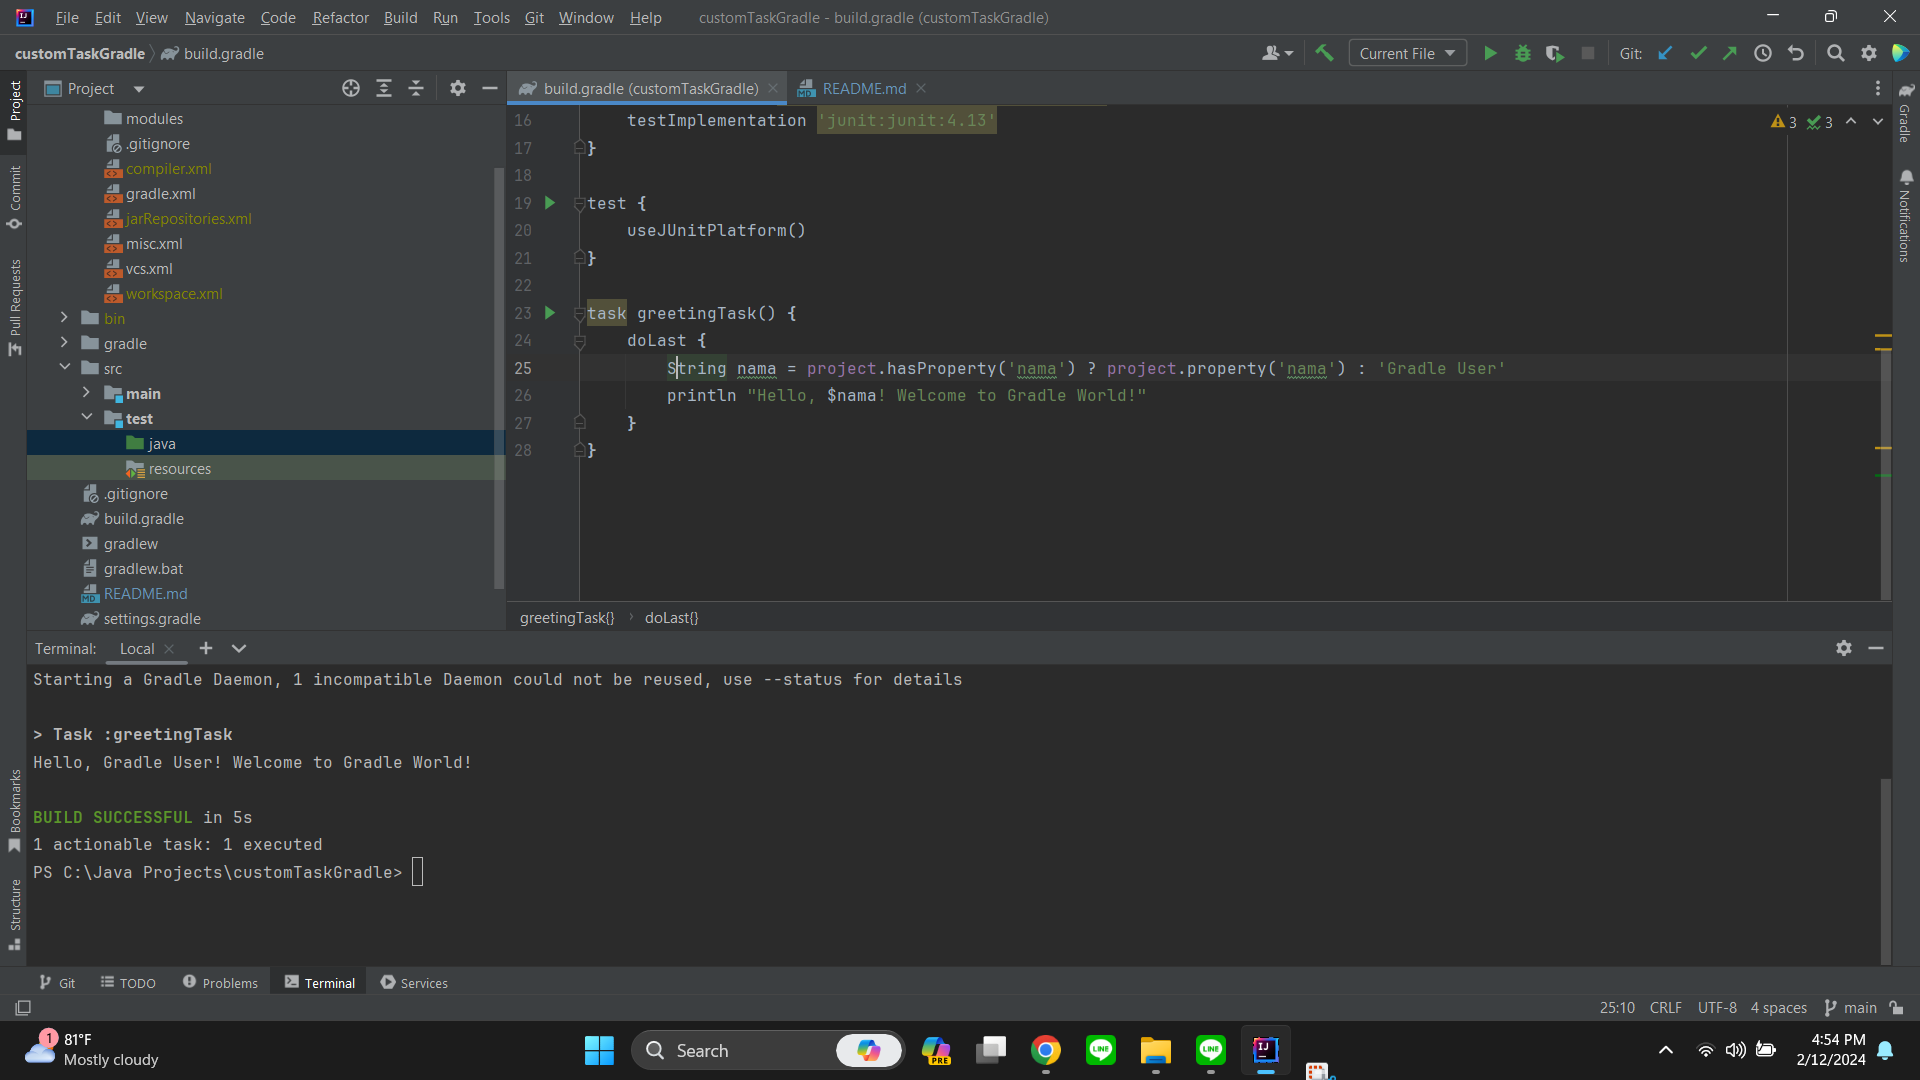 File Edit View Navigate Code Refactor Build Run Tools Git Window Help customTaskGradle - build.gradle (customTaskGradle)
customTaskGradle build.gradle Current File Git:
Project build.gradle (customTaskGradle) README.md
Project
Commit
Pull Requests
Bookmarks
Structure
modules
.gitignore
compiler.xml
gradle.xml
jarRepositories.xml
misc.xml
vcs.xml
workspace.xml
bin
gradle
src
main
test
java
resources
.gitignore
build.gradle
gradlew
gradlew.bat
README.md
settings.gradle
16 testImplementation 'junit:junit:4.13'
17 }
18
19 test {
20 useJUnitPlatform()
21 }
22
23 task greetingTask() {
24 doLast {
25 String nama = project.hasProperty('nama') ? project.property('nama') : 'Gradle User'
26 println "Hello, $nama! Welcome to Gradle World!"
27 }
28 }
3 3
Gradle
Notifications
greetingTask{} doLast{}
Terminal: Local
Starting a Gradle Daemon, 1 incompatible Daemon could not be reused, use --status for details
> Task :greetingTask
Hello, Gradle User! Welcome to Gradle World!
BUILD SUCCESSFUL in 5s
1 actionable task: 1 executed
PS C:\Java Projects\customTaskGradle>
Git TODO Problems Terminal Services
25:10 CRLF UTF-8 4 spaces main
1
81°F
Mostly cloudy
Search
PRE
4:54 PM
2/12/2024